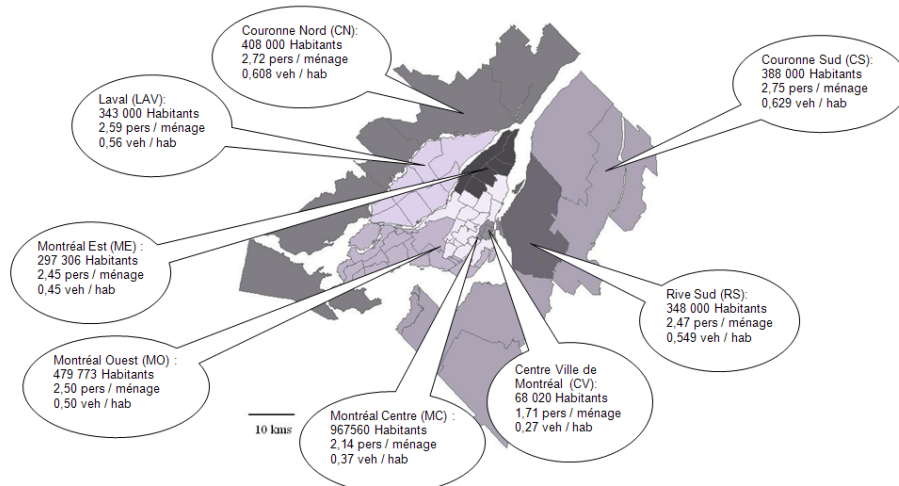 Couronne Nord (CN):
408 000 Habitants
2,72 pers / ménage
0,608 veh / hab
Couronne Sud (CS):
388 000 Habitants
2,75 pers / ménage
0,629 veh / hab
Laval (LAV):
343 000 Habitants
2,59 pers / ménage
0,56 veh / hab
Montréal Est (ME) :
297 306 Habitants
2,45 pers / ménage
0,45 veh / hab
Rive Sud (RS):
348 000 Habitants
2,47 pers / ménage
0,549 veh / hab
Montréal Ouest (MO) :
479 773 Habitants
2,50 pers / ménage
0,50 veh / hab
Centre Ville de
Montréal (CV):
68 020 Habitants
1,71 pers / ménage
0,27 veh / hab
Montréal Centre (MC) :
967560 Habitants
2,14 pers / ménage
0,37 veh / hab
10 kms